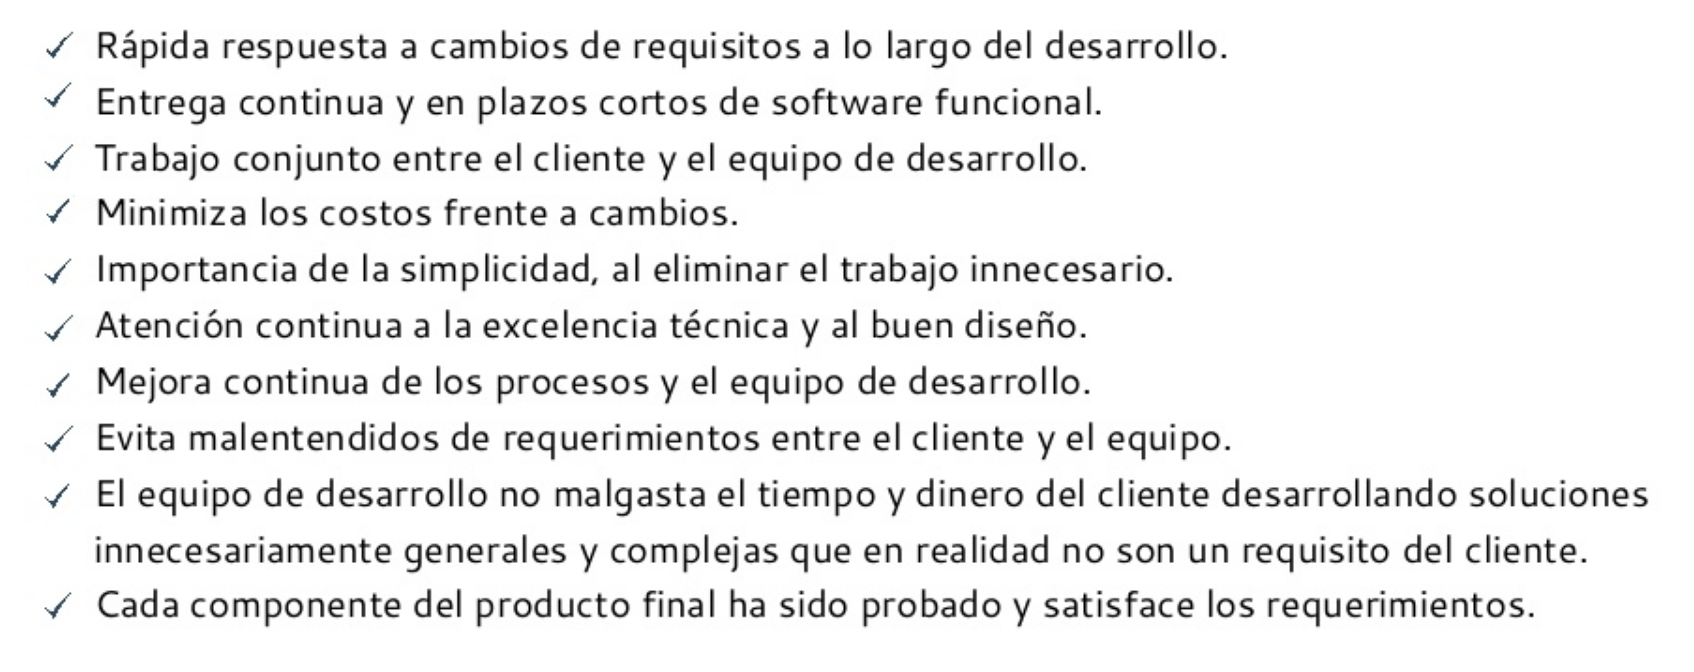 ✓ Rápida respuesta a cambios de requisitos a lo largo del desarrollo.
✓ Entrega continua y en plazos cortos de software funcional.
✓ Trabajo conjunto entre el cliente y el equipo de desarrollo.
✓ Minimiza los costos frente a cambios.
✓ Importancia de la simplicidad, al eliminar el trabajo innecesario.
✓ Atención continua a la excelencia técnica y al buen diseño.
✓ Mejora continua de los procesos y el equipo de desarrollo.
✓ Evita malentendidos de requerimientos entre el cliente y el equipo.
✓ El equipo de desarrollo no malgasta el tiempo y dinero del cliente desarrollando soluciones
innecesariamente generales y complejas que en realidad no son un requisito del cliente.
✓ Cada componente del producto final ha sido probado y satisface los requerimientos.